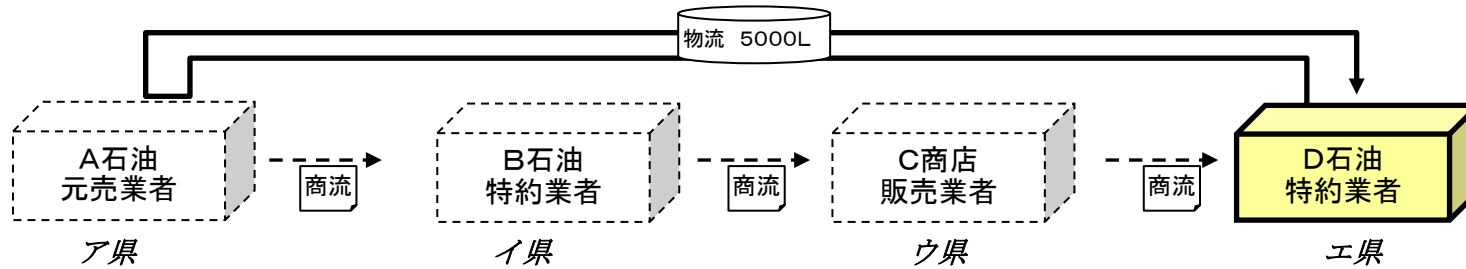 物流 5000L
A石油
元売業者
商流
B石油
特約業者
商流
C商店
販売業者
商流
D石油
特約業者
ア県
イ県
ウ県
エ県